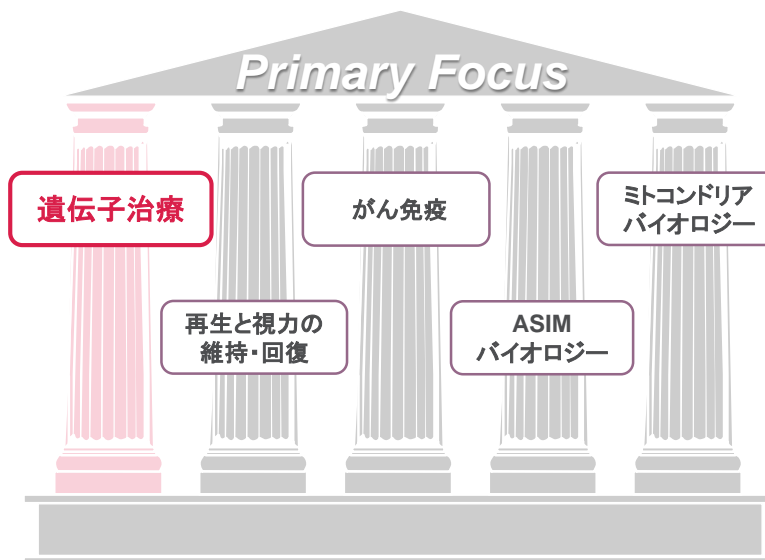 Primary Focus
遺伝子治療
がん免疫
ミトコンドリア
バイオロジー
再生と視力の
維持・回復
ASIM
バイオロジー